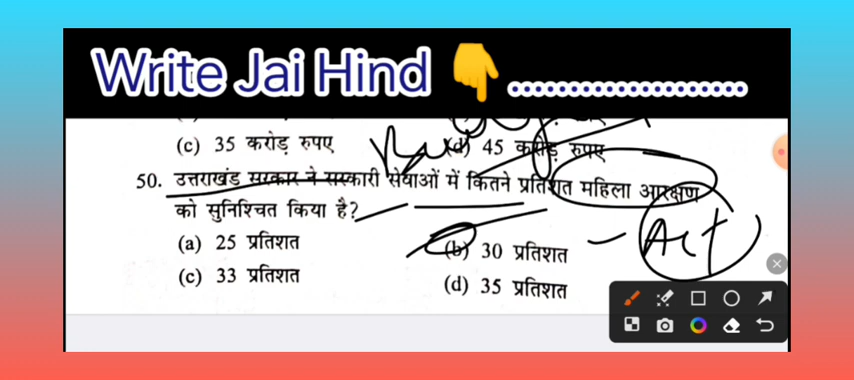 Write Jai Hind 👇 .....................
(c) 35 करोड़ रुपए (d) 45 करोड़ रुपए
50. उत्तराखंड सरकार ने सरकारी सेवाओं में कितने प्रतिशत महिला आरक्षण
को सुनिश्चित किया है?
(a) 25 प्रतिशत (b) 30 प्रतिशत - Act
(c) 33 प्रतिशत (d) 35 प्रतिशत